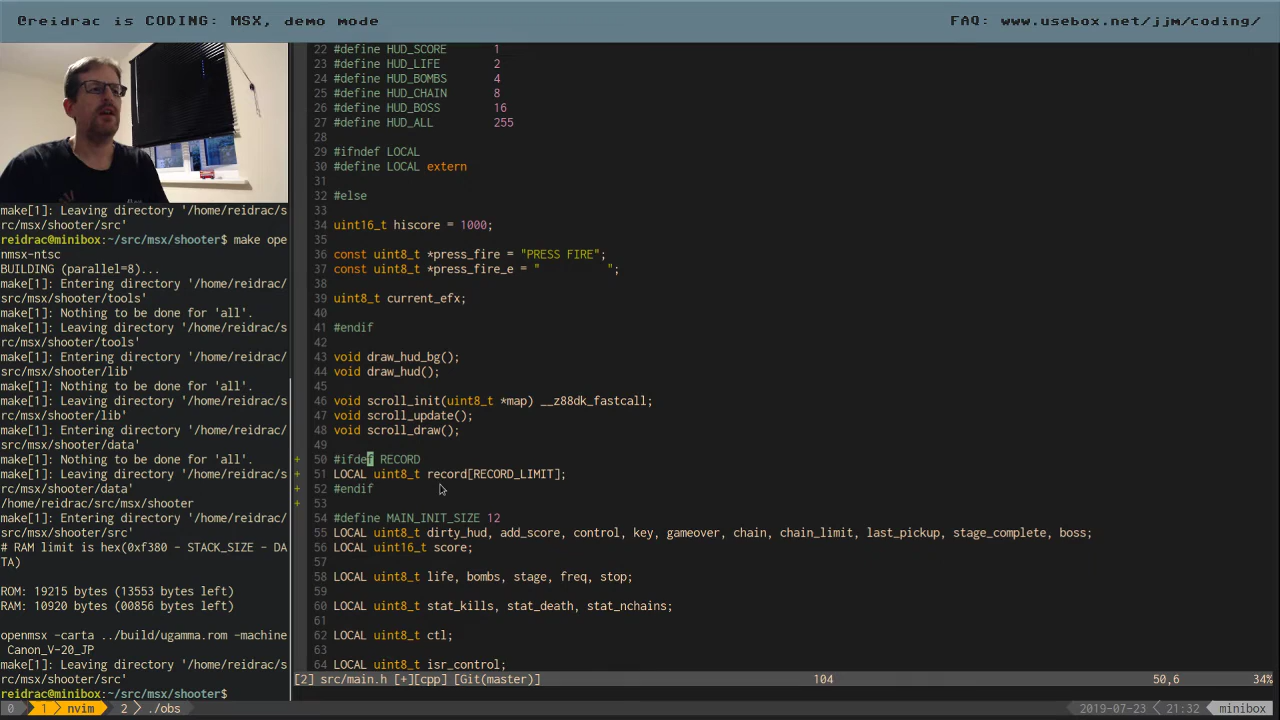 @reidrac is CODING: MSX, demo mode
FAQ: www.usebox.net/jjm/coding/
make[1]: Leaving directory '/home/reidrac/s
rc/msx/shooter/src'
reidrac@minibox:~/src/msx/shooter$ make ope
nmsx-ntsc
BUILDING (parallel=8)...
make[1]: Entering directory '/home/reidrac/
src/msx/shooter/tools'
make[1]: Nothing to be done for 'all'.
make[1]: Leaving directory '/home/reidrac/s
rc/msx/shooter/tools'
make[1]: Entering directory '/home/reidrac/
src/msx/shooter/lib'
make[1]: Nothing to be done for 'all'.
make[1]: Leaving directory '/home/reidrac/s
rc/msx/shooter/lib'
make[1]: Entering directory '/home/reidrac/
src/msx/shooter/data'
make[1]: Nothing to be done for 'all'.
make[1]: Leaving directory '/home/reidrac/s
rc/msx/shooter/data'
/home/reidrac/src/msx/shooter
make[1]: Entering directory '/home/reidrac/
src/msx/shooter/src'
# RAM limit is hex(0xf380 - STACK_SIZE - DA
TA)
ROM: 19215 bytes (13553 bytes left)
RAM: 10920 bytes (00856 bytes left)
openmsx -carta ../build/ugamma.rom -machine
Canon_V-20_JP
make[1]: Leaving directory '/home/reidrac/s
rc/msx/shooter/src'
reidrac@minibox:~/src/msx/shooter$
22 #define HUD_SCORE 1
23 #define HUD_LIFE 2
24 #define HUD_BOMBS 4
25 #define HUD_CHAIN 8
26 #define HUD_BOSS 16
27 #define HUD_ALL 255
28
29 #ifndef LOCAL
30 #define LOCAL extern
31
32 #else
33
34 uint16_t hiscore = 1000;
35
36 const uint8_t *press_fire = "PRESS FIRE";
37 const uint8_t *press_fire_e = "          ";
38
39 uint8_t current_efx;
40
41 #endif
42
43 void draw_hud_bg();
44 void draw_hud();
45
46 void scroll_init(uint8_t *map) __z88dk_fastcall;
47 void scroll_update();
48 void scroll_draw();
49
+ 50 #ifdef RECORD
+ 51 LOCAL uint8_t record[RECORD_LIMIT];
+ 52 #endif
+ 53
54 #define MAIN_INIT_SIZE 12
55 LOCAL uint8_t dirty_hud, add_score, control, key, gameover, chain, chain_limit, last_pickup, stage_complete, boss;
56 LOCAL uint16_t score;
57
58 LOCAL uint8_t life, bombs, stage, freq, stop;
59
60 LOCAL uint8_t stat_kills, stat_death, stat_nchains;
61
62 LOCAL uint8_t ctl;
63
64 LOCAL uint8_t isr_control;
[2] src/main.h [+][cpp] [Git(master)] 104 50,6 34%
0 1 nvim 2 ./obs 2019-07-23 21:32 minibox